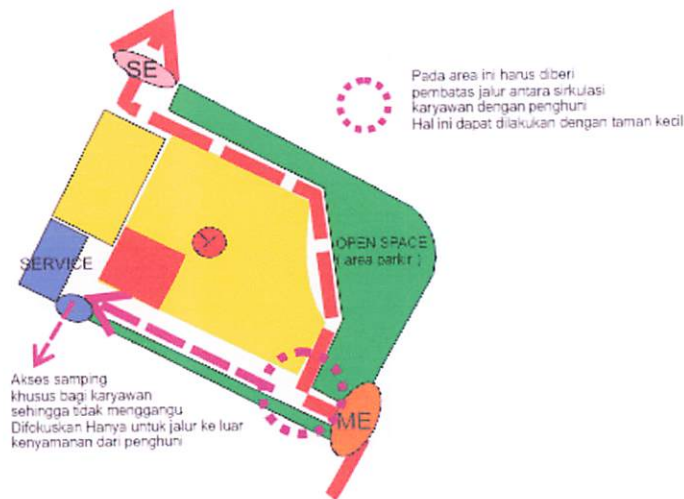 SE
Pada area ini harus diberi
pembatas jalur antara sirkulasi
karyawan dengan penghuni
Hal ini dapat dilakukan dengan taman kecil
OPEN SPACE
( area parkir )
SERVICE
Akses samping
khusus bagi karyawan
sehingga tidak menggangu
Difokuskan Hanya untuk jalur ke luar
kenyamanan dari penghuni
ME